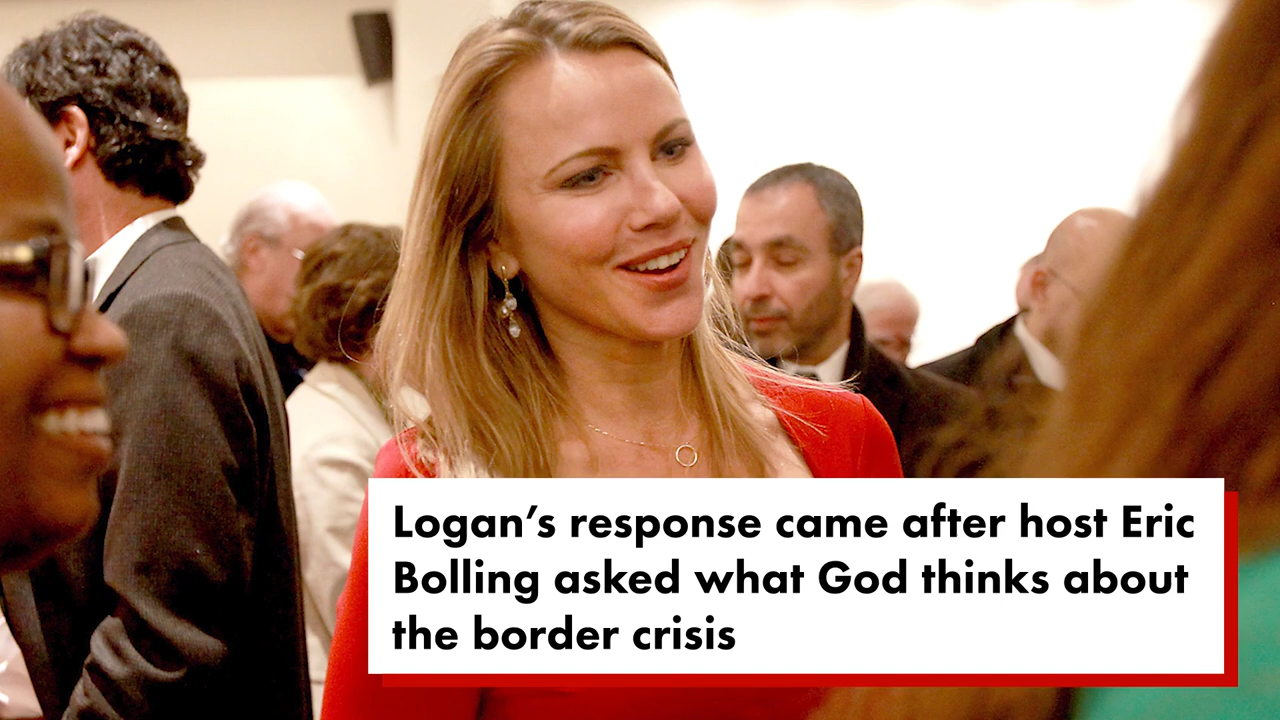 Logan’s response came after host Eric
Bolling asked what God thinks about
the border crisis